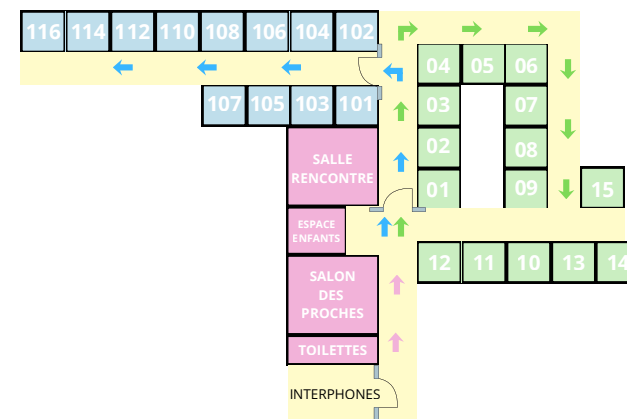 116 114 112 110 108 106 104 102
04 05 06
107 105 103 101
03 07
02 08
SALLE
RENCONTRE
01 09 15
ESPACE
ENFANTS
12 11 10 13 14
SALON
DES
PROCHES
TOILETTES
INTERPHONES